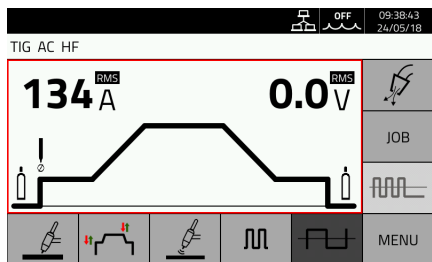 OFF
09:38:43
24/05/18
TIG AC HF
134 A RMS
0.0 V RMS
JOB
MENU